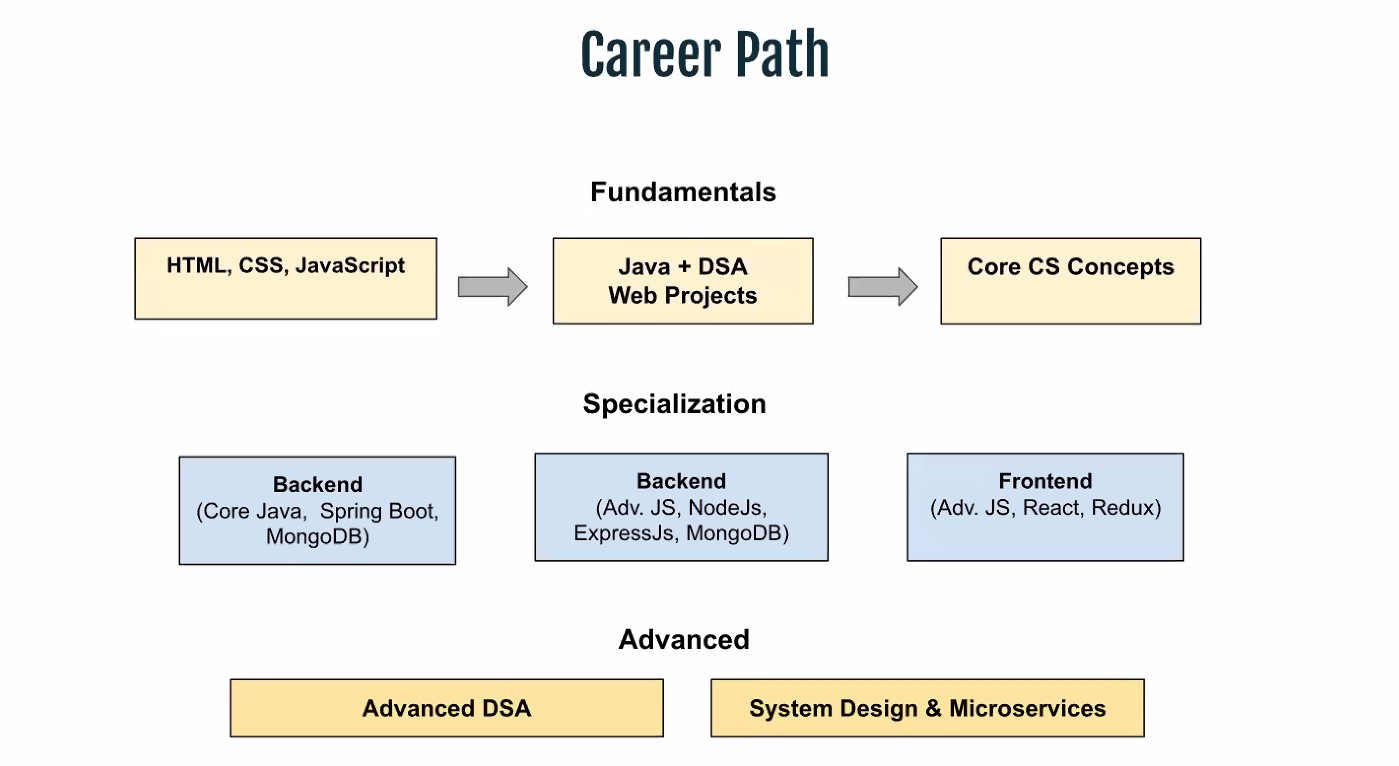 Career Path
Fundamentals
HTML, CSS, JavaScript
Java + DSA
Web Projects
Core CS Concepts
Specialization
Backend
(Core Java, Spring Boot,
MongoDB)
Backend
(Adv. JS, NodeJs,
ExpressJs, MongoDB)
Frontend
(Adv. JS, React, Redux)
Advanced
Advanced DSA
System Design & Microservices